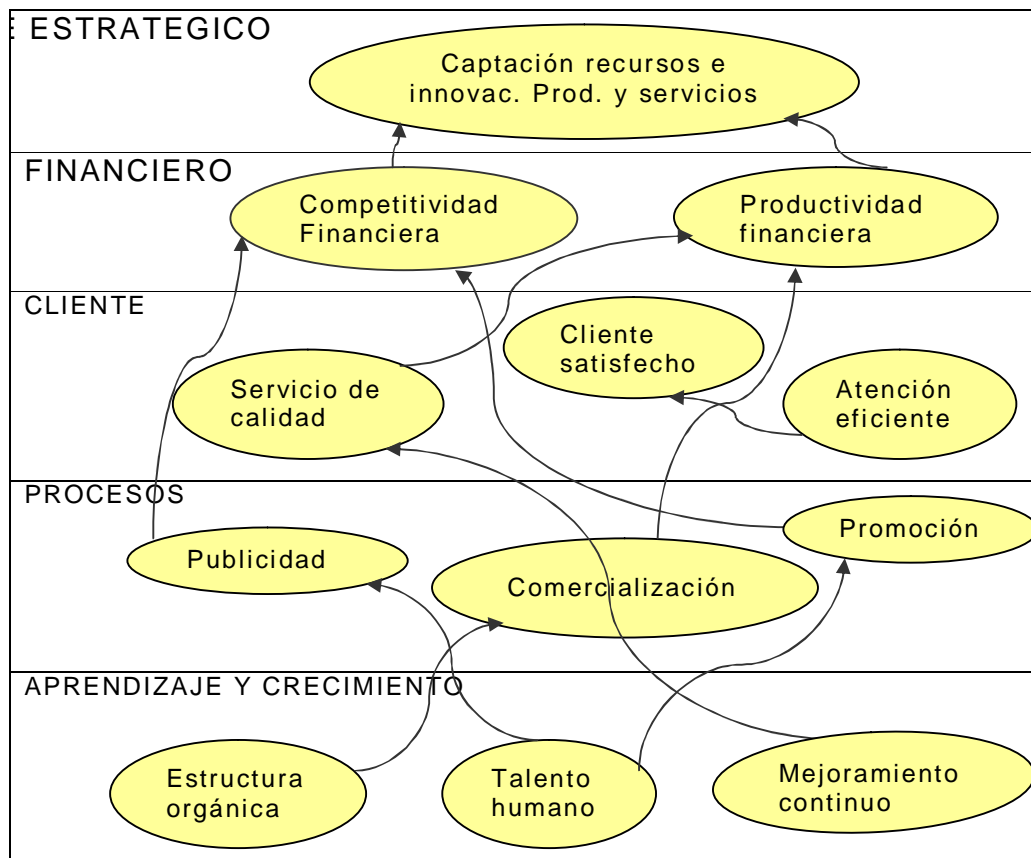 E ESTRATEGICO
Captación recursos e
innovac. Prod. y servicios
FINANCIERO
Competitividad
Financiera
Productividad
financiera
CLIENTE
Cliente
satisfecho
Servicio de
calidad
Atención
eficiente
PROCESOS
Publicidad
Comercialización
Promoción
APRENDIZAJE Y CRECIMIENTO
Estructura
orgánica
Talento
humano
Mejoramiento
continuo